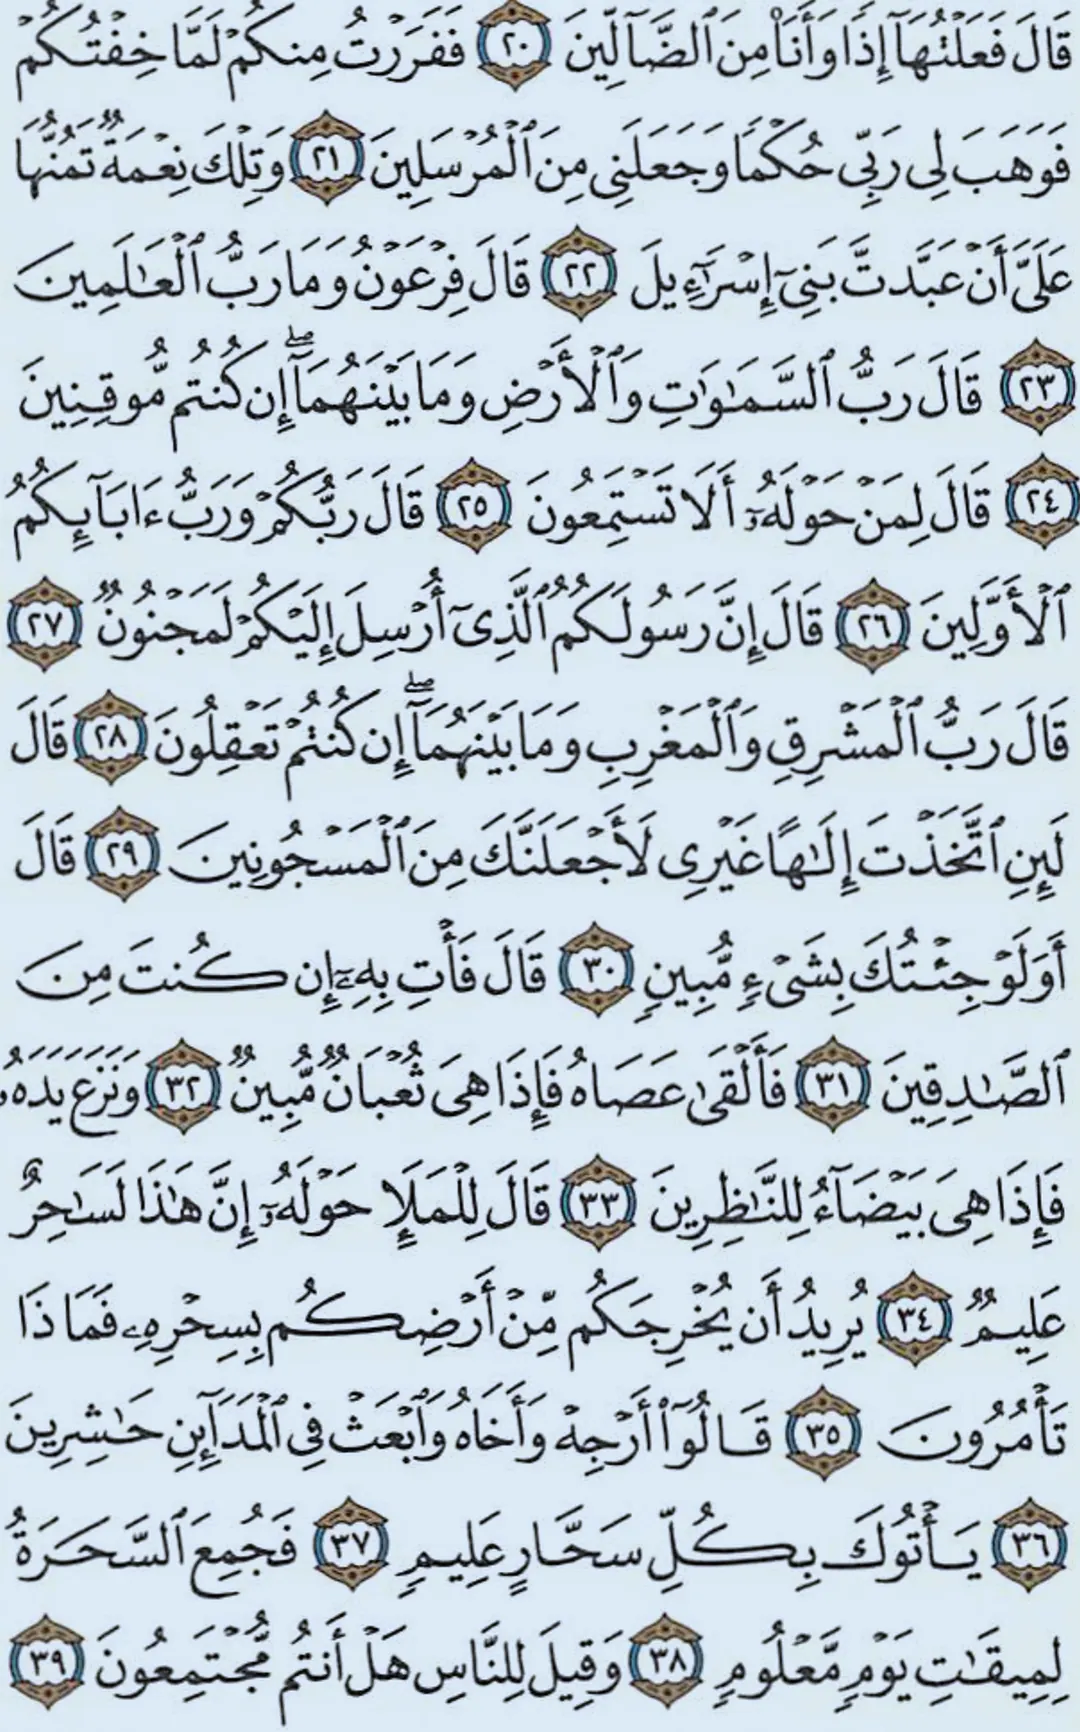 قَالَ فَعَلْتُهَآ إِذًا وَأَنَا۠ مِنَ ٱلضَّآلِّينَ ٢٠ فَفَرَرْتُ مِنكُمْ لَمَّا خِفْتُكُمْ
فَوَهَبَ لِى رَبِّى حُكْمًا وَجَعَلَنِى مِنَ ٱلْمُرْسَلِينَ ٢١ وَتِلْكَ نِعْمَةٌ تَمُنُّهَا
عَلَىَّ أَنْ عَبَّدتَّ بَنِىٓ إِسْرَٰٓءِيلَ ٢٢ قَالَ فِرْعَوْنُ وَمَا رَبُّ ٱلْعَٰلَمِينَ
٢٣ قَالَ رَبُّ ٱلسَّمَٰوَٰتِ وَٱلْأَرْضِ وَمَا بَيْنَهُمَآ ۖ إِن كُنتُم مُّوقِنِينَ
٢٤ قَالَ لِمَنْ حَوْلَهُۥٓ أَلَا تَسْتَمِعُونَ ٢٥ قَالَ رَبُّكُمْ وَرَبُّ ءَابَآئِكُمُ
ٱلْأَوَّلِينَ ٢٦ قَالَ إِنَّ رَسُولَكُمُ ٱلَّذِىٓ أُرْسِلَ إِلَيْكُمْ لَمَجْنُونٌ ٢٧
قَالَ رَبُّ ٱلْمَشْرِقِ وَٱلْمَغْرِبِ وَمَا بَيْنَهُمَآ ۖ إِن كُنتُمْ تَعْقِلُونَ ٢٨ قَالَ
لَئِنِ ٱتَّخَذْتَ إِلَٰهًا غَيْرِى لَأَجْعَلَنَّكَ مِنَ ٱلْمَسْجُونِينَ ٢٩ قَالَ
أَوَلَوْ جِئْتُكَ بِشَىْءٍ مُّبِينٍ ٣٠ قَالَ فَأْتِ بِهِۦٓ إِن كُنتَ مِنَ
ٱلصَّٰدِقِينَ ٣١ فَأَلْقَىٰ عَصَاهُ فَإِذَا هِىَ ثُعْبَانٌ مُّبِينٌ ٣٢ وَنَزَعَ يَدَهُۥ
فَإِذَا هِىَ بَيْضَآءُ لِلنَّٰظِرِينَ ٣٣ قَالَ لِلْمَلَإِ حَوْلَهُۥٓ إِنَّ هَٰذَا لَسَٰحِرٌ
عَلِيمٌ ٣٤ يُرِيدُ أَن يُخْرِجَكُم مِّنْ أَرْضِكُم بِسِحْرِهِۦ فَمَاذَا
تَأْمُرُونَ ٣٥ قَالُوٓا۟ أَرْجِهْ وَأَخَاهُ وَٱبْعَثْ فِى ٱلْمَدَآئِنِ حَٰشِرِينَ
٣٦ يَأْتُوكَ بِكُلِّ سَحَّارٍ عَلِيمٍ ٣٧ فَجُمِعَ ٱلسَّحَرَةُ
لِمِيقَٰتِ يَوْمٍ مَّعْلُومٍ ٣٨ وَقِيلَ لِلنَّاسِ هَلْ أَنتُم مُّجْتَمِعُونَ ٣٩